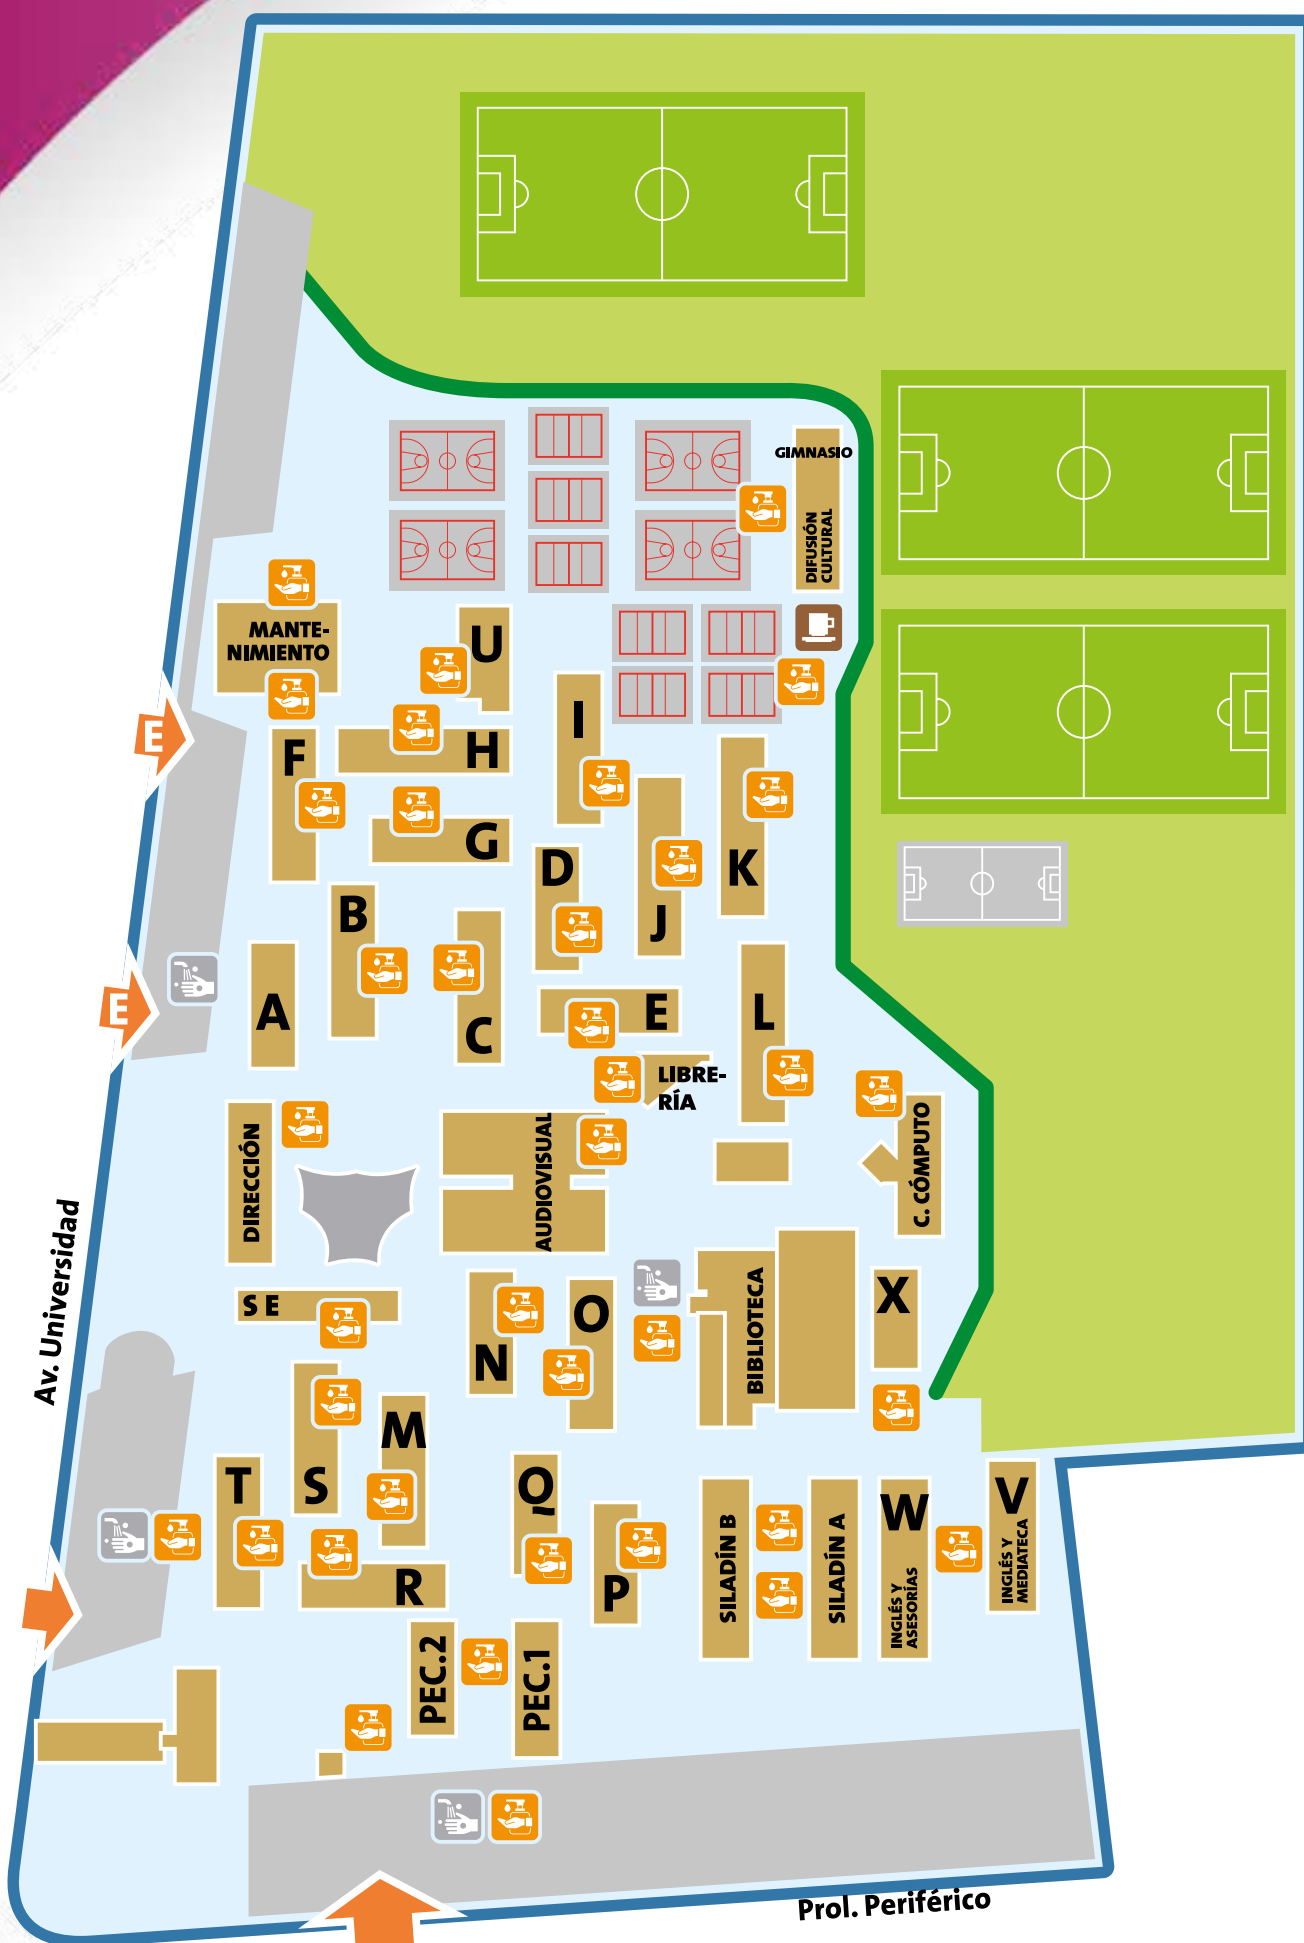 GIMNASIO
DIFUSIÓN
CULTURAL
MANTE-
NIMIENTO
U
I
E
F
H
G
D
K
B
J
A
C
E
L
E
LIBRE-
RÍA
DIRECCIÓN
AUDIOVISUAL
C. CÓMPUTO
Av. Universidad
S E
N
O
BIBLIOTECA
X
M
T
S
Q
P
R
SILADÍN B
SILADÍN A
W
INGLÉS Y
ASESORÍAS
V
INGLÉS Y
MEDIATECA
PEC.2
PEC.1
Prol. Periférico